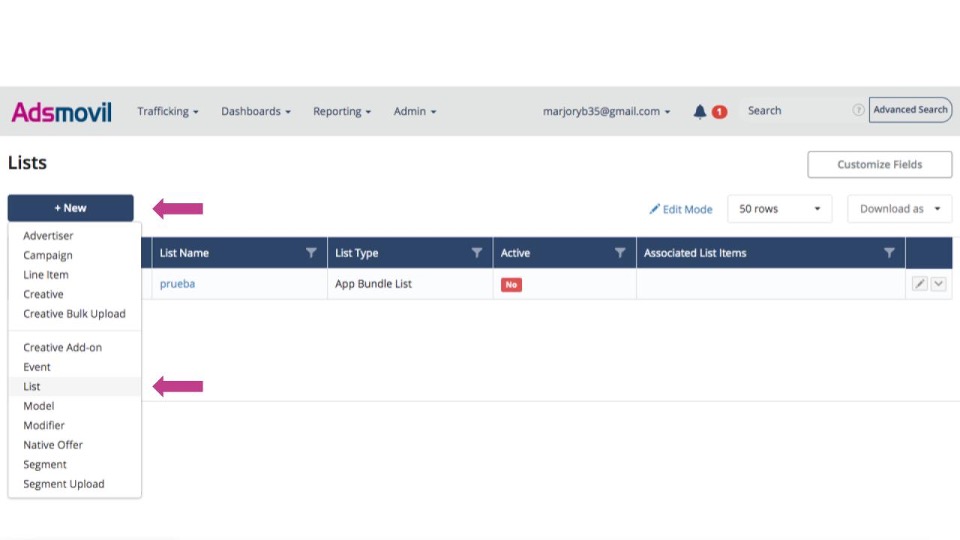 Adsmovil Trafficking Dashboards Reporting Admin marjoryb35@gmail.com 1 Search ? Advanced Search
Lists
Customize Fields
+ New
Edit Mode 50 rows Download as
Advertiser
Campaign
Line Item
Creative
Creative Bulk Upload
Creative Add-on
Event
List
Model
Modifier
Native Offer
Segment
Segment Upload
List Name List Type Active Associated List Items
prueba App Bundle List No